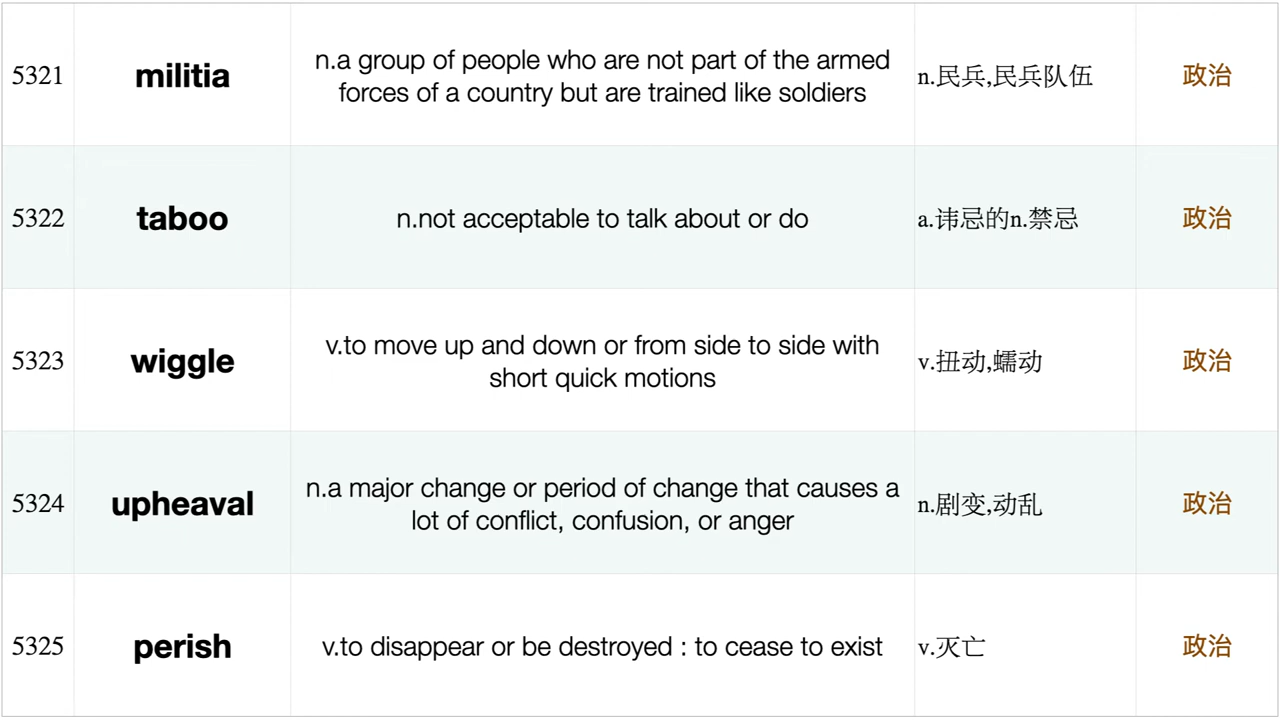 5321 militia n.a group of people who are not part of the armed forces of a country but are trained like soldiers n.民兵,民兵队伍 政治
5322 taboo n.not acceptable to talk about or do a.讳忌的n.禁忌 政治
5323 wiggle v.to move up and down or from side to side with short quick motions v.扭动,蠕动 政治
5324 upheaval n.a major change or period of change that causes a lot of conflict, confusion, or anger n.剧变,动乱 政治
5325 perish v.to disappear or be destroyed : to cease to exist v.灭亡 政治